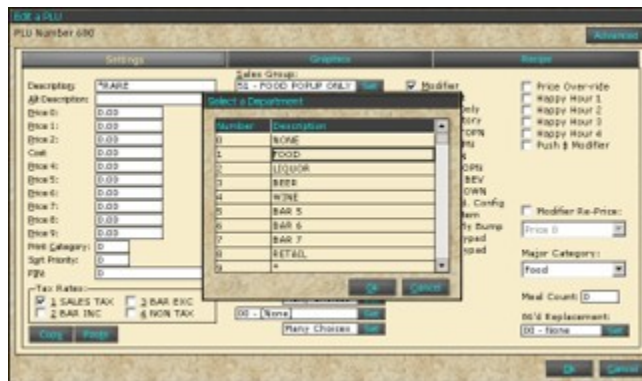 Edit a PLU
PLU Number 600
Advanced
Settings
Graphics
Recipe
Description: *RARE
Alt Description:
Price 0: 0.00
Price 1: 0.00
Price 2: 0.00
Cost 0.00
Price 4: 0.00
Price 5: 0.00
Price 6: 0.00
Price 7: 0.00
Price 8: 0.00
Price 9: 0.00
Print Category: 0
Sort Priority: 0
0
Tax Rates:
1 SALES TAX
3 BAR EXC
2 BAR INC
4 NON TAX
Copy
Paste
Sales Group:
51 - FOOD POPUP ONLY
Set
Select a Department
Number Description
0 NONE
1 FOOD
2 LIQUOR
3 BEER
4 WINE
5 BAR 5
6 BAR 6
7 BAR 7
8 RETAIL
9 *
Ok
Cancel
00 - [None]
Set
Many Choices
Set
Modifier
Price Over-ride
Happy Hour 1
Happy Hour 2
Happy Hour 3
Happy Hour 4
Push $ Modifier
Modifier Re-Price:
Price 0
Major Category:
Food
Meal Count: 0
86'd Replacement:
00 - None
Set
Ok
Cancel